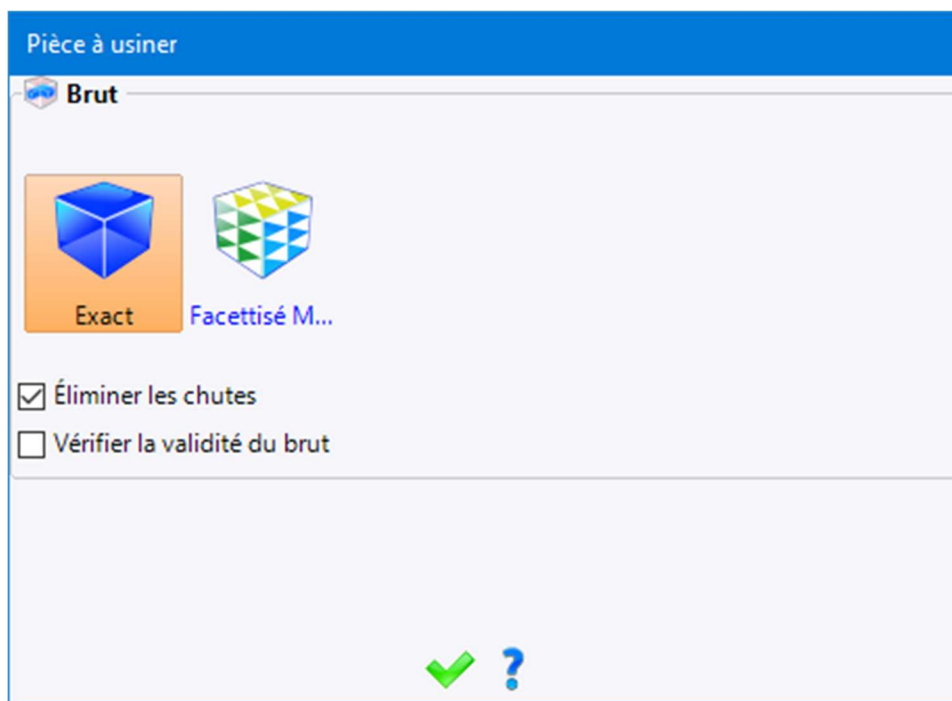 Pièce à usiner
Brut
Exact
Facettisé M...
Éliminer les chutes
Vérifier la validité du brut